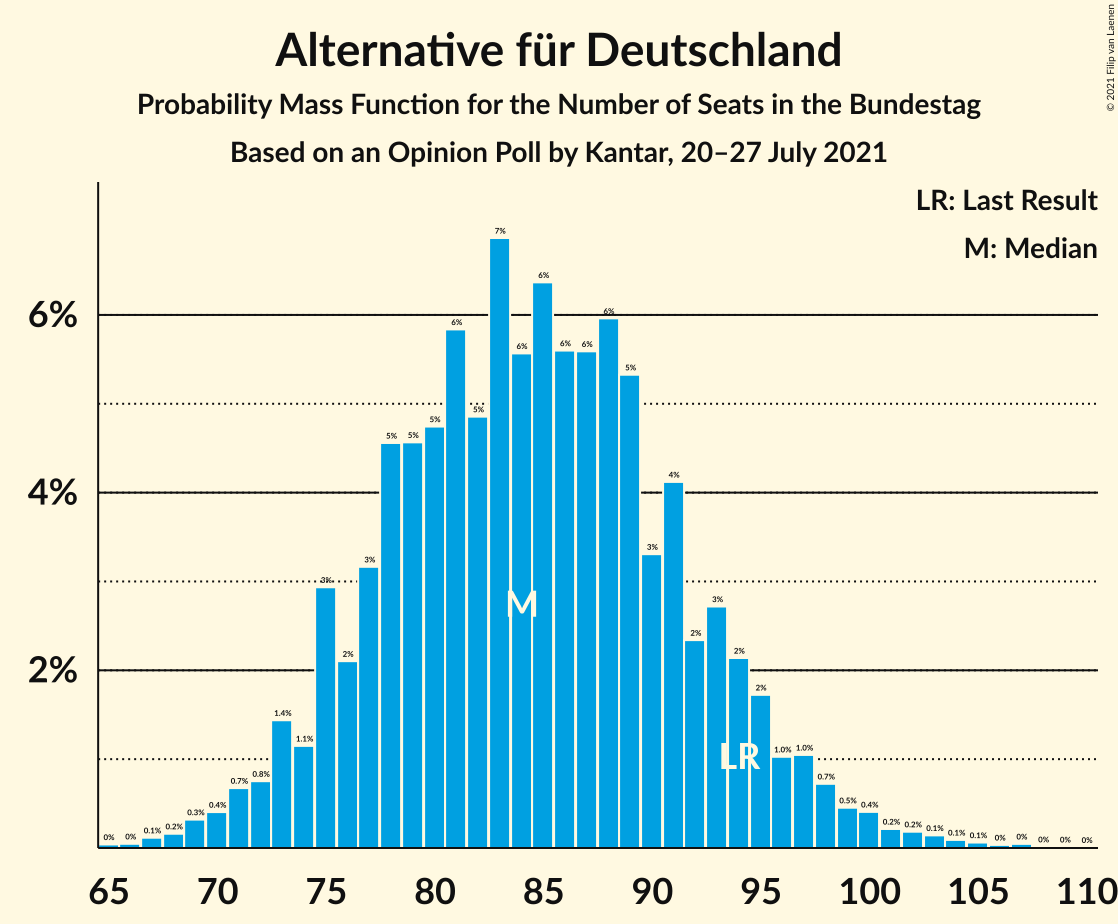 Alternative für Deutschland
Probability Mass Function for the Number of Seats in the Bundestag
Based on an Opinion Poll by Kantar, 20–27 July 2021
© 2021 Filip van Laenen
LR: Last Result
M: Median
6%
4%
2%
0% 0% 0.1% 0.2% 0.3% 0.4% 0.7% 0.8% 1.4% 1.1% 3% 2% 3% 5% 5% 5% 6% 5% 7% 6% 6% 6% 6% 6% 5% 3% 4% 2% 3% 2% 2% 1.0% 1.0% 0.7% 0.5% 0.4% 0.2% 0.2% 0.1% 0.1% 0.1% 0% 0% 0% 0% 0%
M
LR
65 70 75 80 85 90 95 100 105 110